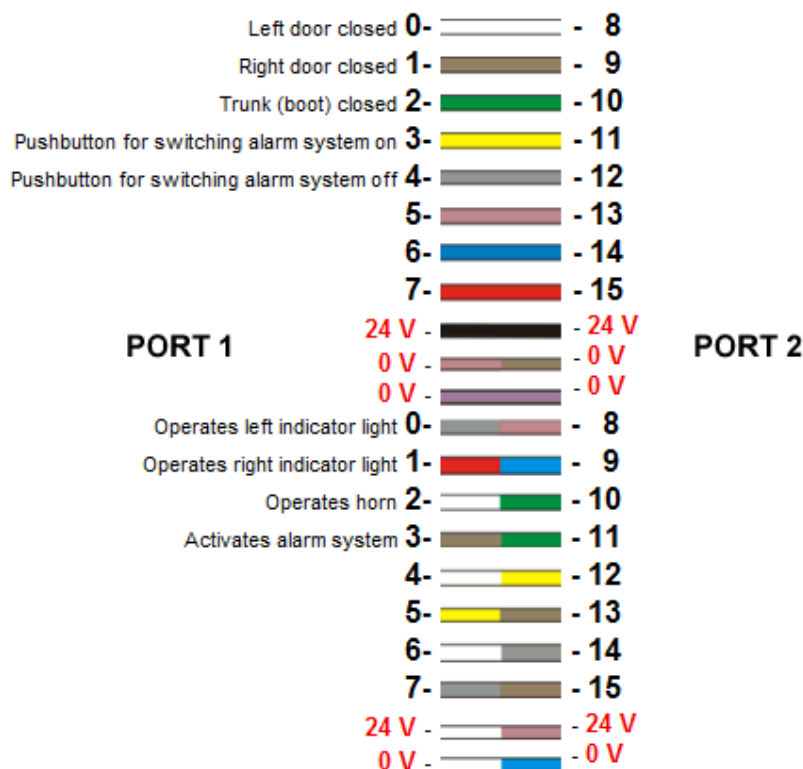 Left door closed 0- - 8
Right door closed 1- - 9
Trunk (boot) closed 2- - 10
Pushbutton for switching alarm system on 3- - 11
Pushbutton for switching alarm system off 4- - 12
5- - 13
6- - 14
7- - 15
24 V - - 24 V
PORT 1 0 V - - 0 V PORT 2
0 V - - 0 V
Operates left indicator light 0- - 8
Operates right indicator light 1- - 9
Operates horn 2- - 10
Activates alarm system 3- - 11
4- - 12
5- - 13
6- - 14
7- - 15
24 V - - 24 V
0 V - - 0 V